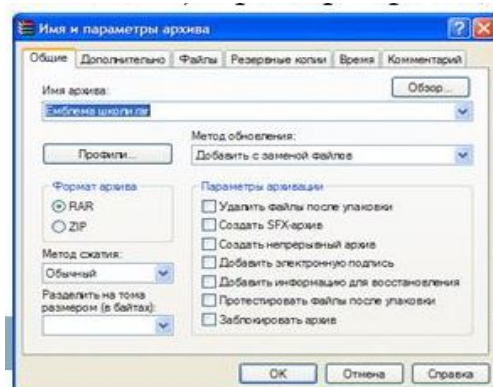 Имя и параметры архива
Общие Дополнительно Файлы Резервные копии Время Комментарий
Имя архива:
Обзор...
Эмблема школы.rar
Метод обновления:
Профили...
Добавить с заменой файлов
Формат архива
RAR
ZIP
Метод сжатия:
Обычный
Разделить на тома
размером (в байтах):
Параметры архивации
Удалить файлы после упаковки
Создать SFX-архив
Создать непрерывный архив
Добавить электронную подпись
Добавить информацию для восстановления
Протестировать файлы после упаковки
Заблокировать архив
OK Отмена Справка